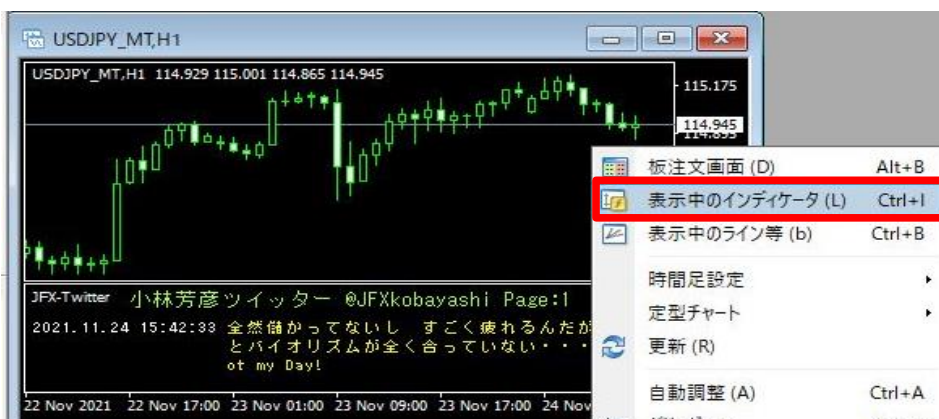 USDJPY_MT,H1
USDJPY_MT,H1 114.929 115.001 114.865 114.945
115.175
114.945
114.895
板注文画面 (D) Alt+B
表示中のインディケータ (L) Ctrl+I
表示中のライン等 (b) Ctrl+B
時間足設定
定型チャート
更新 (R)
自動調整 (A) Ctrl+A
JFX-Twitter 小林芳彦ツイッター @JFXkobayashi Page:1
2021.11.24 15:42:33 全然儲かってないし すごく疲れるんだが
とバイオリズムが全く合っていない・・・
ot my Day!
22 Nov 2021 22 Nov 17:00 23 Nov 01:00 23 Nov 09:00 23 Nov 17:00 24 Nov